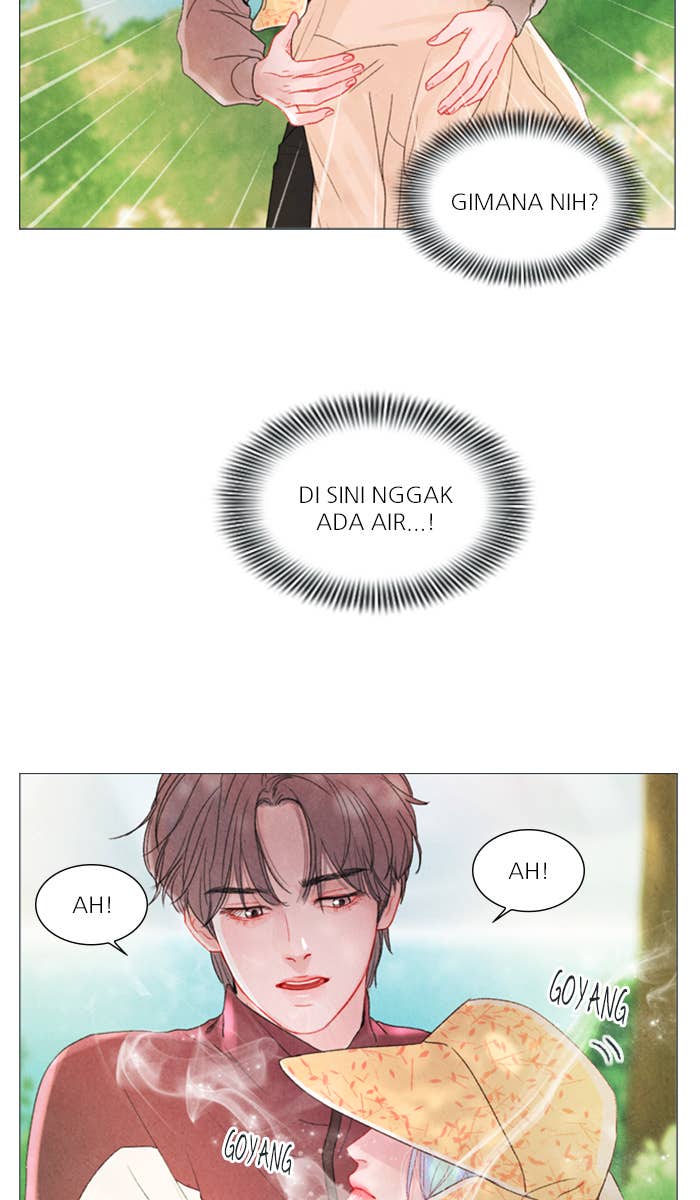 GIMANA NIH?
DI SINI NGGAK
ADA AIR...!
AH!
AH!
GOYANG
GOYANG